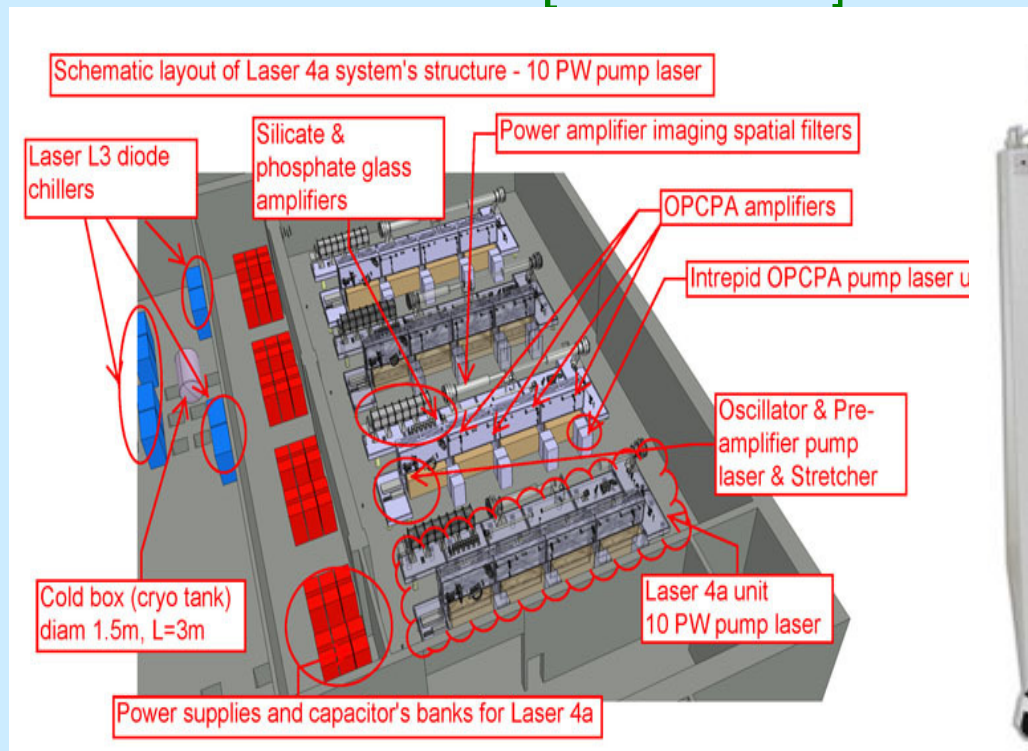 Schematic layout of Laser 4a system's structure - 10 PW pump laser
Silicate &
phosphate glass
amplifiers
Power amplifier imaging spatial filters
Laser L3 diode
chillers
OPCPA amplifiers
Intrepid OPCPA pump laser u
Oscillator & Pre-
amplifier pump
laser & Stretcher
Cold box (cryo tank)
diam 1.5m, L=3m
Laser 4a unit
10 PW pump laser
Power supplies and capacitor's banks for Laser 4a